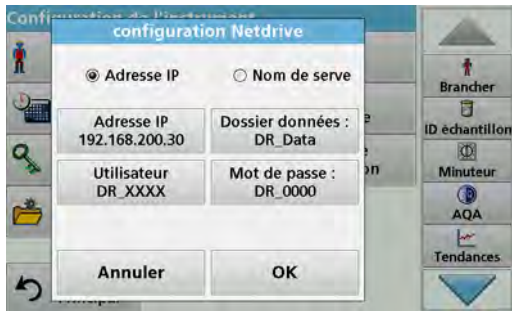 configuration Netdrive
Adresse IP
Nom de serve
Adresse IP
192.168.200.30
Dossier données :
DR_Data
Utilisateur
DR_XXXX
Mot de passe :
DR_0000
Annuler
OK
Brancher
ID échantillon
Minuteur
AQA
Tendances